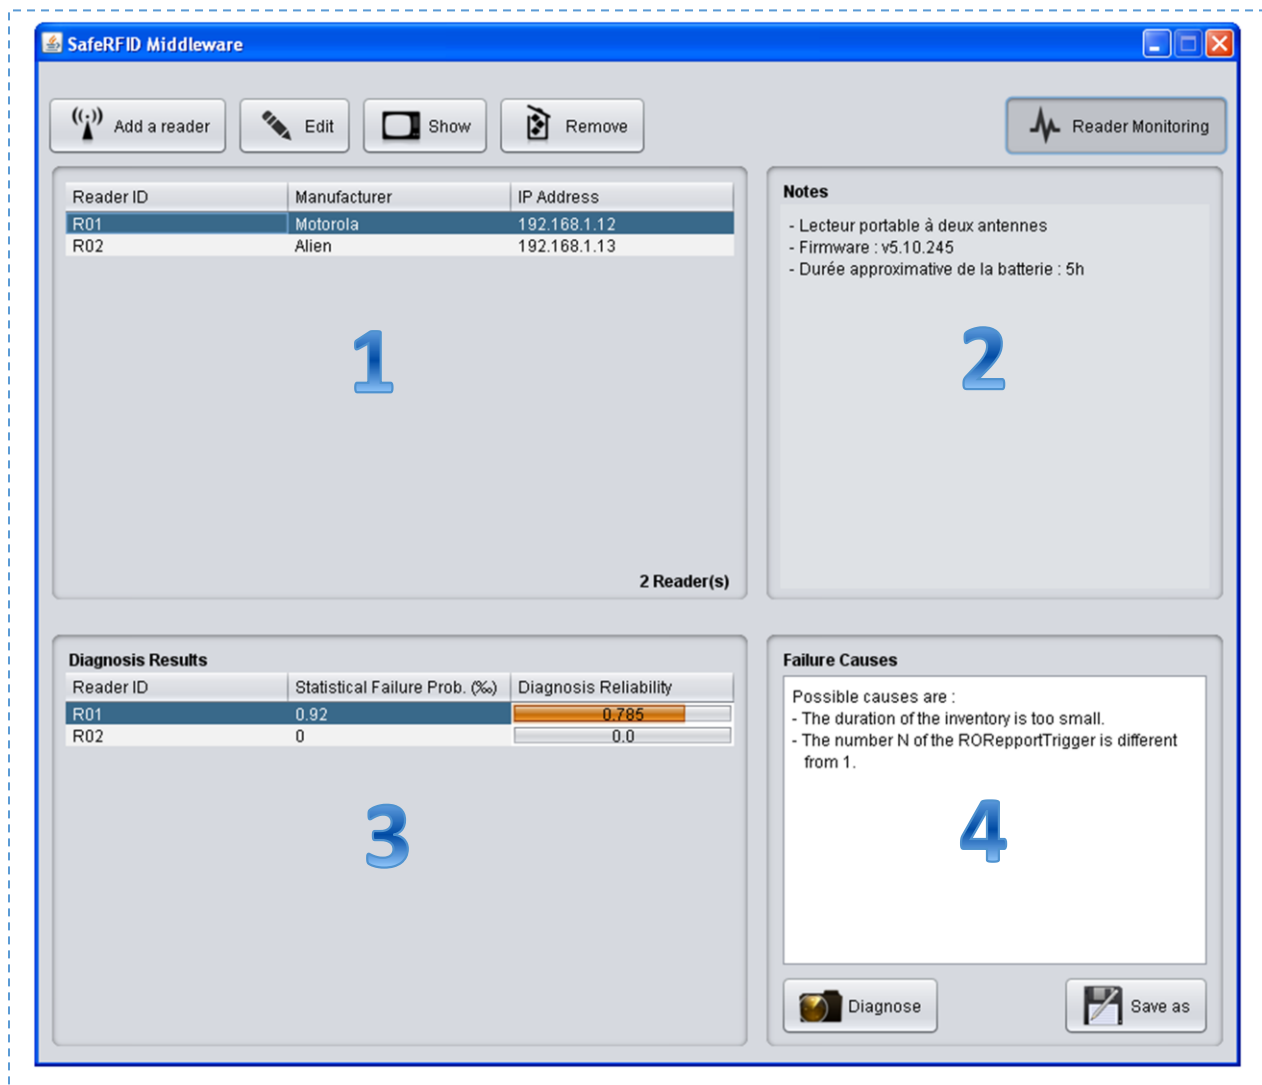 SafeRFID Middleware
Add a reader
Edit
Show
Remove
Reader Monitoring
Reader ID Manufacturer IP Address
R01 Motorola 192.168.1.12
R02 Alien 192.168.1.13
1
2 Reader(s)
Notes
- Lecteur portable à deux antennes
- Firmware : v5.10.245
- Durée approximative de la batterie : 5h
2
Diagnosis Results
Reader ID Statistical Failure Prob. (‰) Diagnosis Reliability
R01 0.92 0.785
R02 0 0.0
3
Failure Causes
Possible causes are :
- The duration of the inventory is too small.
- The number N of the RORepportTrigger is different
from 1.
4
Diagnose
Save as